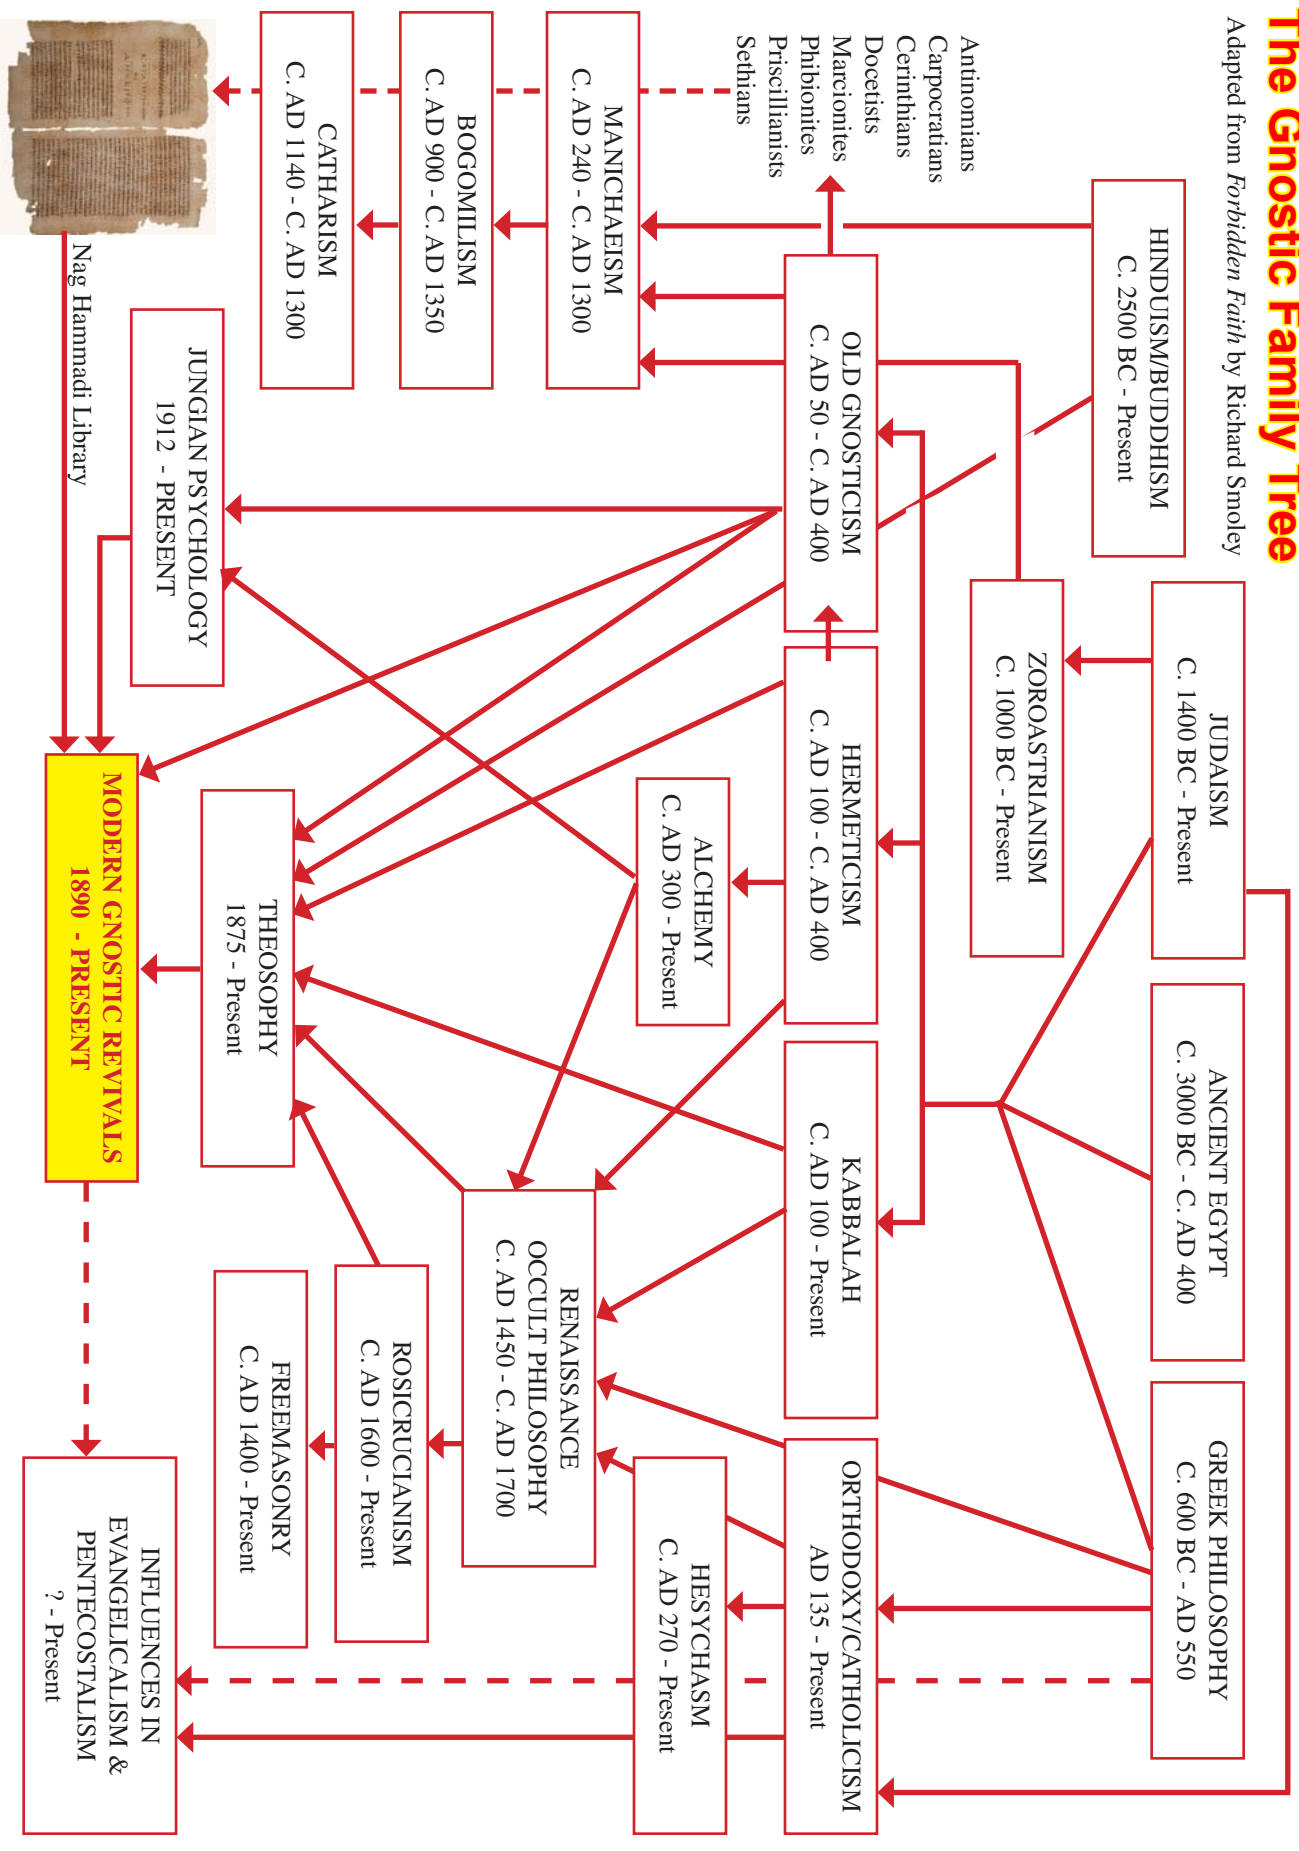 The Gnostic Family Tree
Adapted from Forbidden Faith by Richard Smoley
HINDUISM/BUDDHISM
C. 2500 BC - Present
JUDAISM
C. 1400 BC - Present
ANCIENT EGYPT
C. 3000 BC - C. AD 400
GREEK PHILOSOPHY
C. 600 BC - AD 550
ZOROASTRIANISM
C. 1000 BC - Present
Antinomians
Carpocratians
Cerinthians
Docetists
Marcionites
Phibionites
Priscillianists
Sethians
OLD GNOSTICISM
C. AD 50 - C. AD 400
HERMETICISM
C. AD 100 - C. AD 400
KABBALAH
C. AD 100 - Present
ORTHODOXY/CATHOLICISM
AD 135 - Present
MANICHAEISM
C. AD 240 - C. AD 1300
ALCHEMY
C. AD 300 - Present
HESYCHASM
C. AD 270 - Present
BOGOMILISM
C. AD 900 - C. AD 1350
RENAISSANCE
OCCULT PHILOSOPHY
C. AD 1450 - C. AD 1700
CATHARISM
C. AD 1140 - C. AD 1300
ROSICRUCIANISM
C. AD 1600 - Present
JUNGIAN PSYCHOLOGY
1912 - PRESENT
THEOSOPHY
1875 - Present
FREEMASONRY
C. AD 1400 - Present
Nag Hammadi Library
MODERN GNOSTIC REVIVALS
1890 - PRESENT
INFLUENCES IN
EVANGELICALISM &
PENTECOSTALISM
? - Present